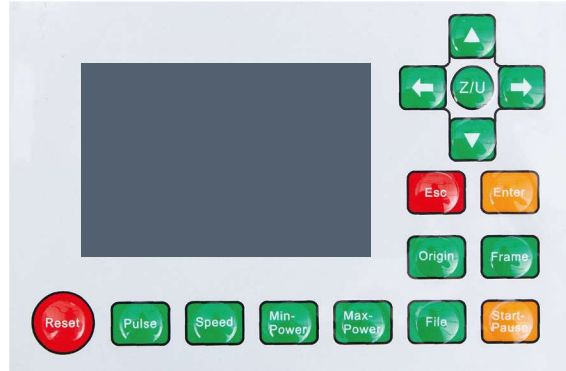 Z/U
Esc
Enter
Origin
Frame
Reset
Pulse
Speed
Min-
Power
Max-
Power
File
Start-
Pause